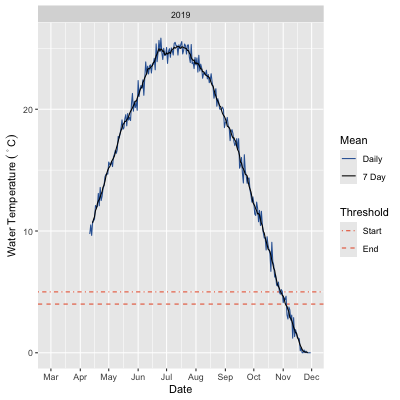 2019
Water Temperature (°C)
20
10
0
Mar Apr May Jun Jul Aug Sep Oct Nov Dec
Date
Mean
Daily
7 Day
Threshold
Start
End